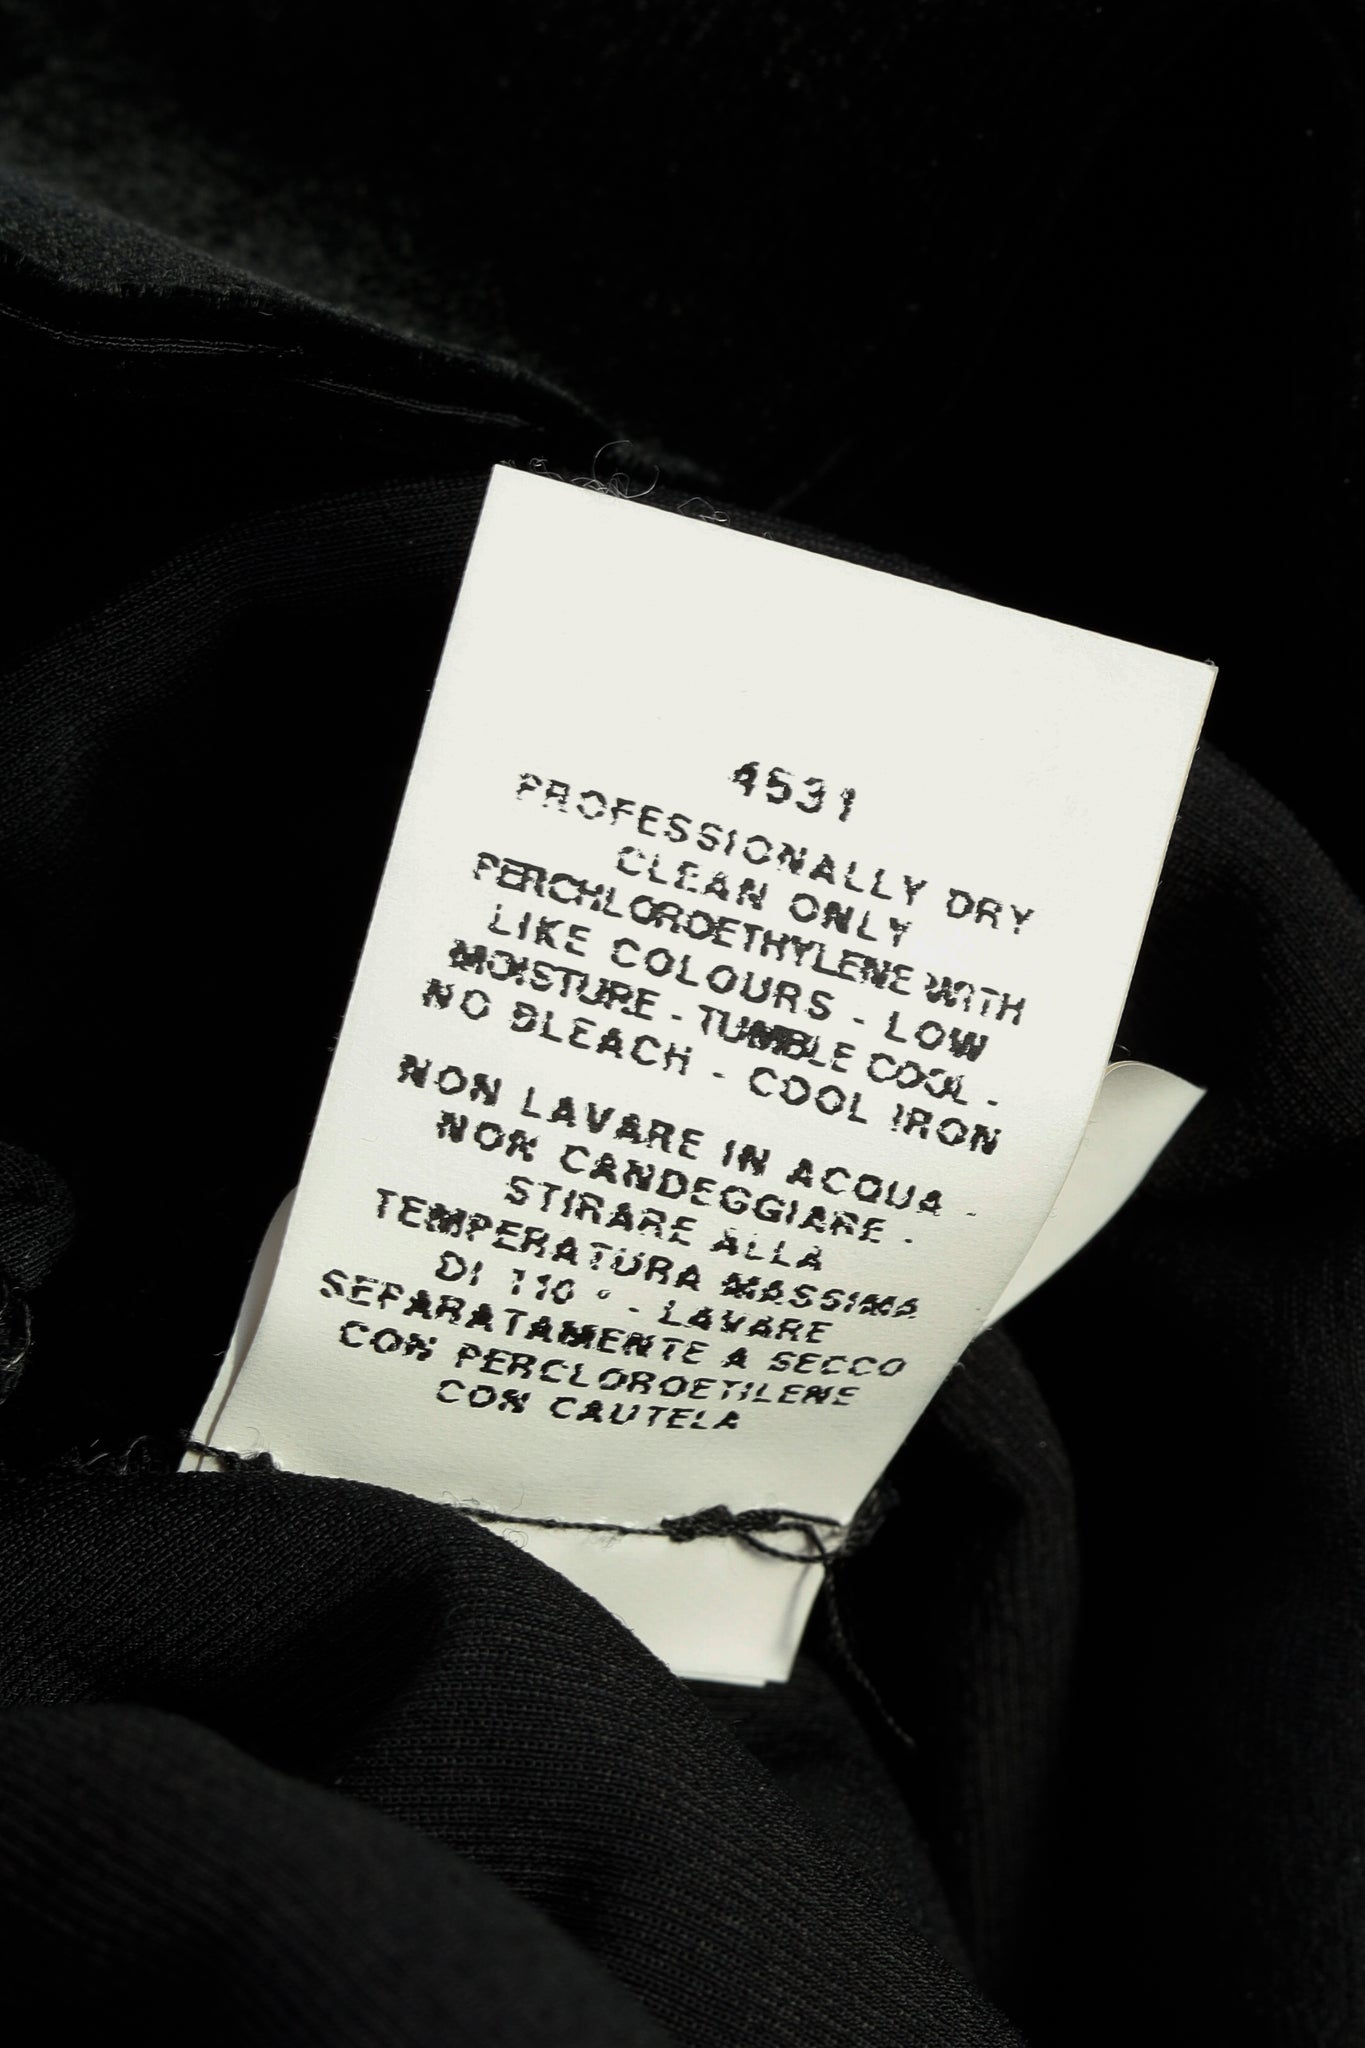 4531
PROFESSIONALLY DRY
CLEAN ONLY
PERCHLOROETHYLENE WITH
LIKE COLOURS - LOW
MOISTURE - TUMBLE COOL -
NO BLEACH - COOL IRON
NON LAVARE IN ACQUA -
NON CANDEGGIARE -
STIRARE ALLA
TEMPERATURA MASSIMA
DI 110 ° - LAVARE
SEPARATAMENTE A SECCO
CON PERCLOROETILENE
CON CAUTELA